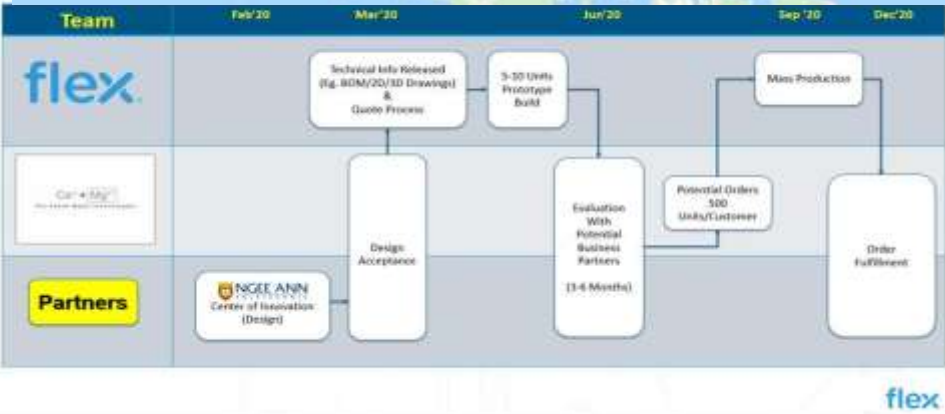 Team
Feb'20
Mar'20
Jun'20
Sep '20
Dec'20
flex
Technical Info Released
(Eg. BOM/2D/3D Drawings)
&
Quote Process
5-10 Units
Prototype
Build
Mass Production
Design
Acceptance
Evaluation
With
Potential
Business
Partners
(3-6 Months)
Potential Orders
500
Units/Customer
Order
Fulfillment
Partners
NGEE ANN
Center of Innovation
(Design)
flex